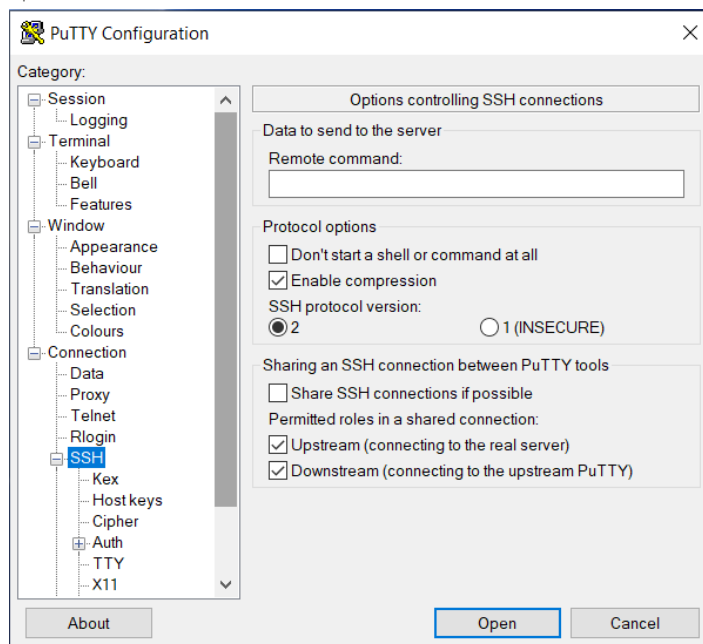 PuTTY Configuration
Category:
Session
Logging
Terminal
Keyboard
Bell
Features
Window
Appearance
Behaviour
Translation
Selection
Colours
Connection
Data
Proxy
Telnet
Rlogin
SSH
Kex
Host keys
Cipher
Auth
TTY
X11
Options controlling SSH connections
Data to send to the server
Remote command:
Protocol options
Don't start a shell or command at all
Enable compression
SSH protocol version:
2 1 (INSECURE)
Sharing an SSH connection between PuTTY tools
Share SSH connections if possible
Permitted roles in a shared connection:
Upstream (connecting to the real server)
Downstream (connecting to the upstream PuTTY)
About Open Cancel